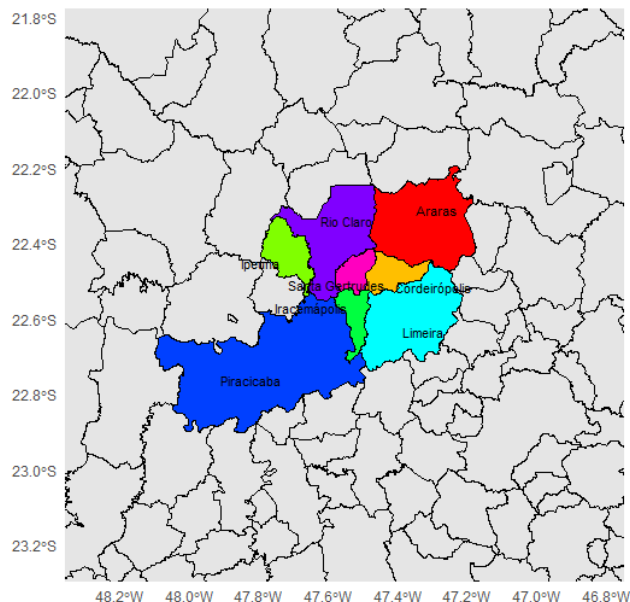 21.8°S
22.0°S
22.2°S
Araras
Rio Claro
22.4°S
Ipeúna
Santa Gertrudes
Cordeirópolis
Iracemápolis
22.6°S
Limeira
Piracicaba
22.8°S
23.0°S
23.2°S
48.2°W 48.0°W 47.8°W 47.6°W 47.4°W 47.2°W 47.0°W 46.8°W